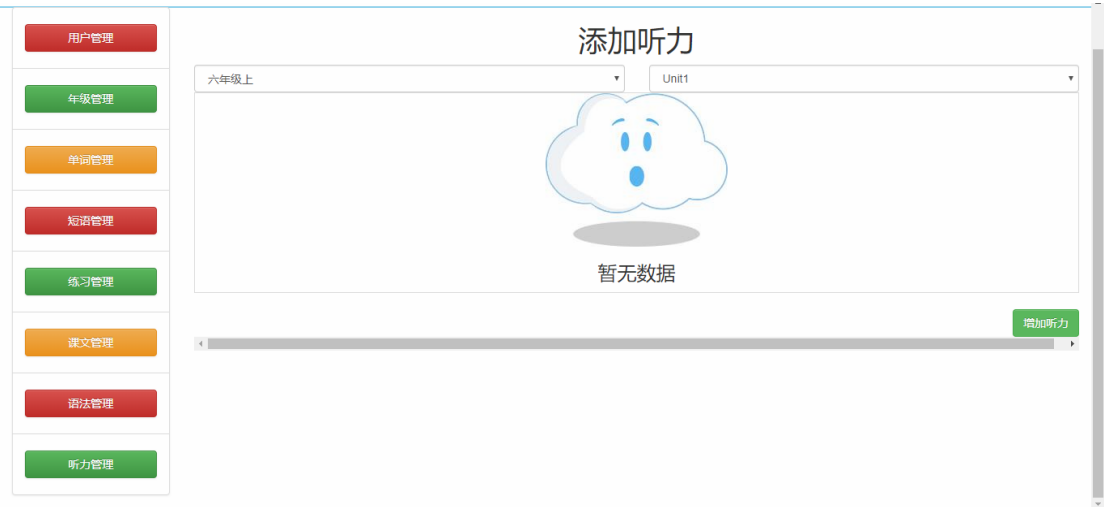 用户管理
年级管理
单词管理
短语管理
练习管理
课文管理
语法管理
听力管理
添加听力
六年级上
Unit1
暂无数据
增加听力